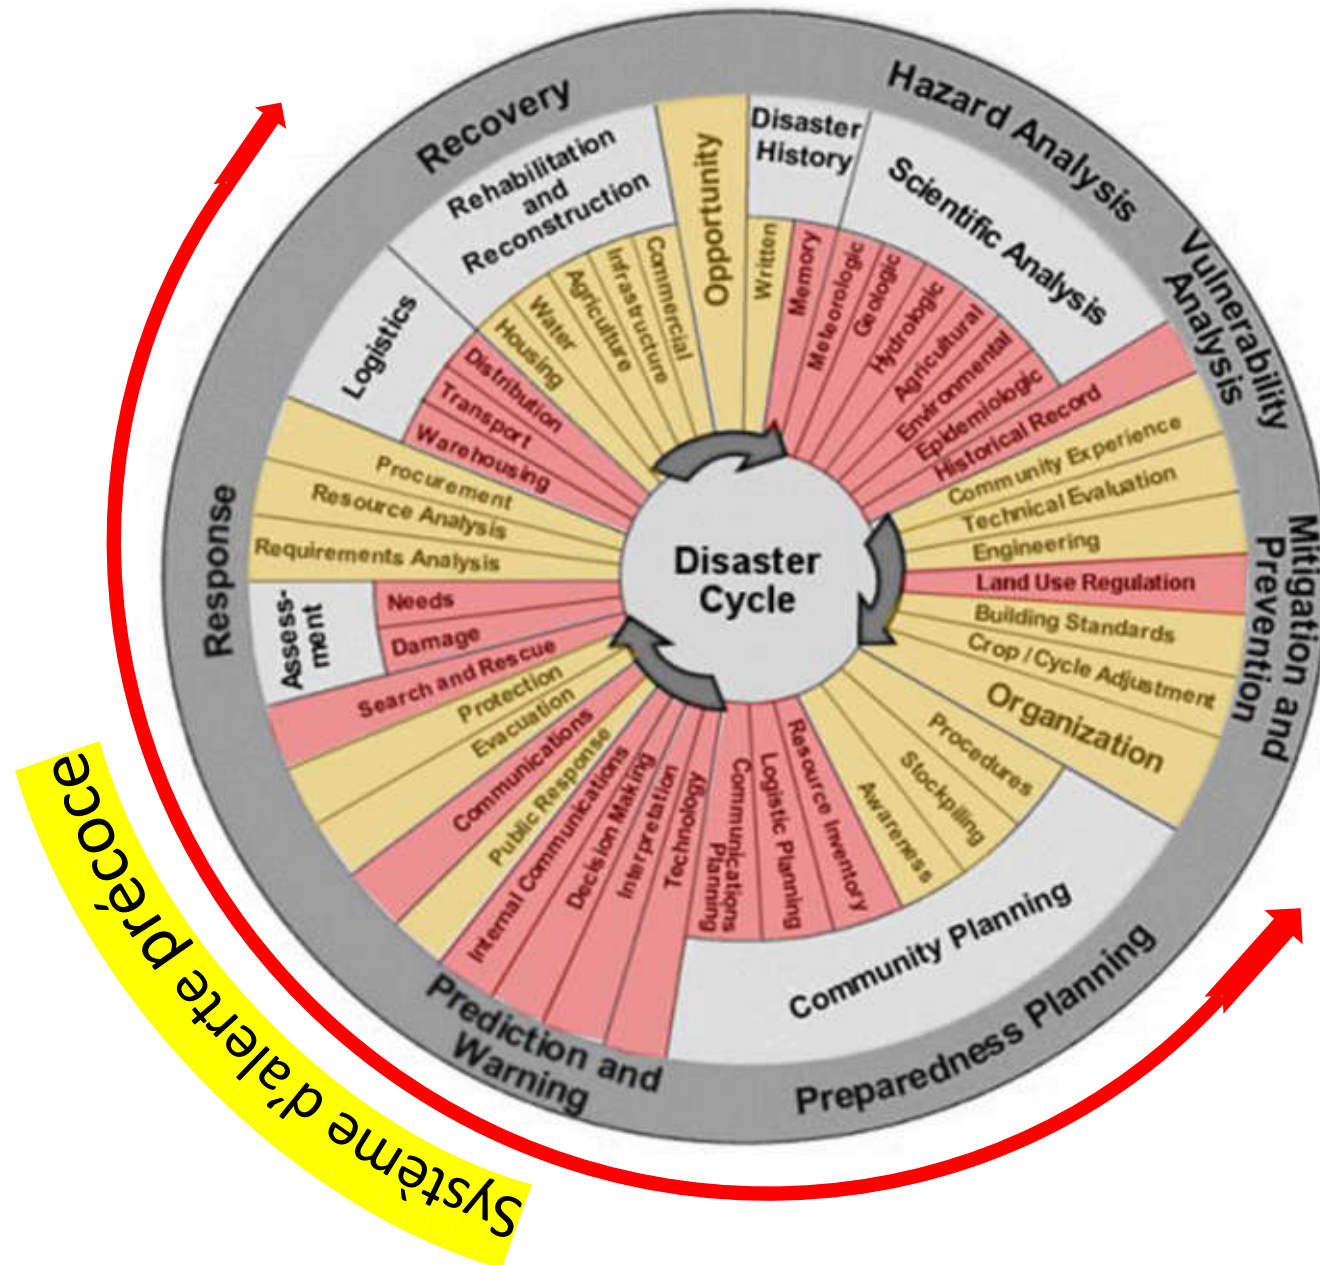 Hazard Analysis
Vulnerability
Analysis
Mitigation and
Prevention
Preparedness Planning
Prediction and
Warning
Response
Recovery
Disaster
History
Scientific Analysis
Written
Memory
Meteorologic
Geologic
Hydrologic
Agricultural
Environmental
Epidemiologic
Historical Record
Community Experience
Technical Evaluation
Engineering
Land Use Regulation
Building Standards
Crop / Cycle Adjustment
Organization
Community Planning
Procedures
Stockpiling
Awareness
Resource Inventory
Logistic Planning
Communications
Planning
Technology
Interpretation
Decision Making
Internal Communications
Public Response
Communications
Evacuation
Protection
Search and Rescue
Assess-
ment
Damage
Needs
Requirements Analysis
Resource Analysis
Procurement
Logistics
Warehousing
Transport
Distribution
Rehabilitation
and
Reconstruction
Housing
Water
Agriculture
Infrastructure
Commercial
Opportunity
Disaster
Cycle
Système d'alerte précoce